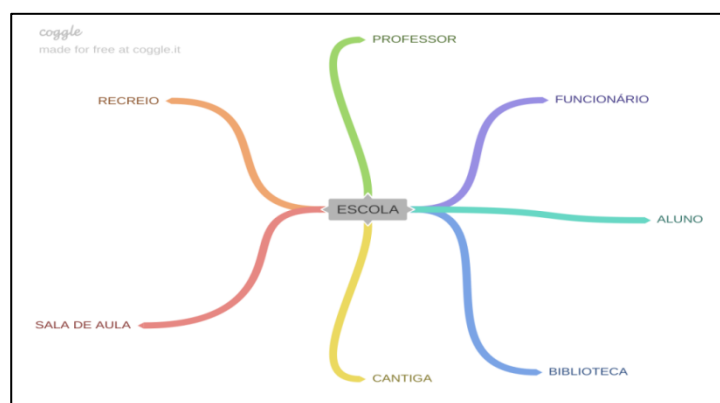 coggle
made for free at coggle.it
PROFESSOR
RECREIO
FUNCIONÁRIO
ESCOLA
ALUNO
SALA DE AULA
BIBLIOTECA
CANTIGA